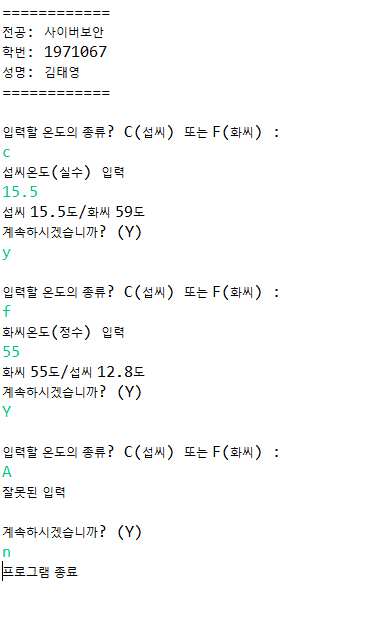 ============
전공: 사이버보안
학번: 1971067
성명: 김태영
============
입력할 온도의 종류? C(섭씨) 또는 F(화씨) :
c
섭씨온도(실수) 입력
15.5
섭씨 15.5도/화씨 59도
계속하시겠습니까? (Y)
y
입력할 온도의 종류? C(섭씨) 또는 F(화씨) :
f
화씨온도(정수) 입력
55
화씨 55도/섭씨 12.8도
계속하시겠습니까? (Y)
Y
입력할 온도의 종류? C(섭씨) 또는 F(화씨) :
A
잘못된 입력
계속하시겠습니까? (Y)
n
프로그램 종료